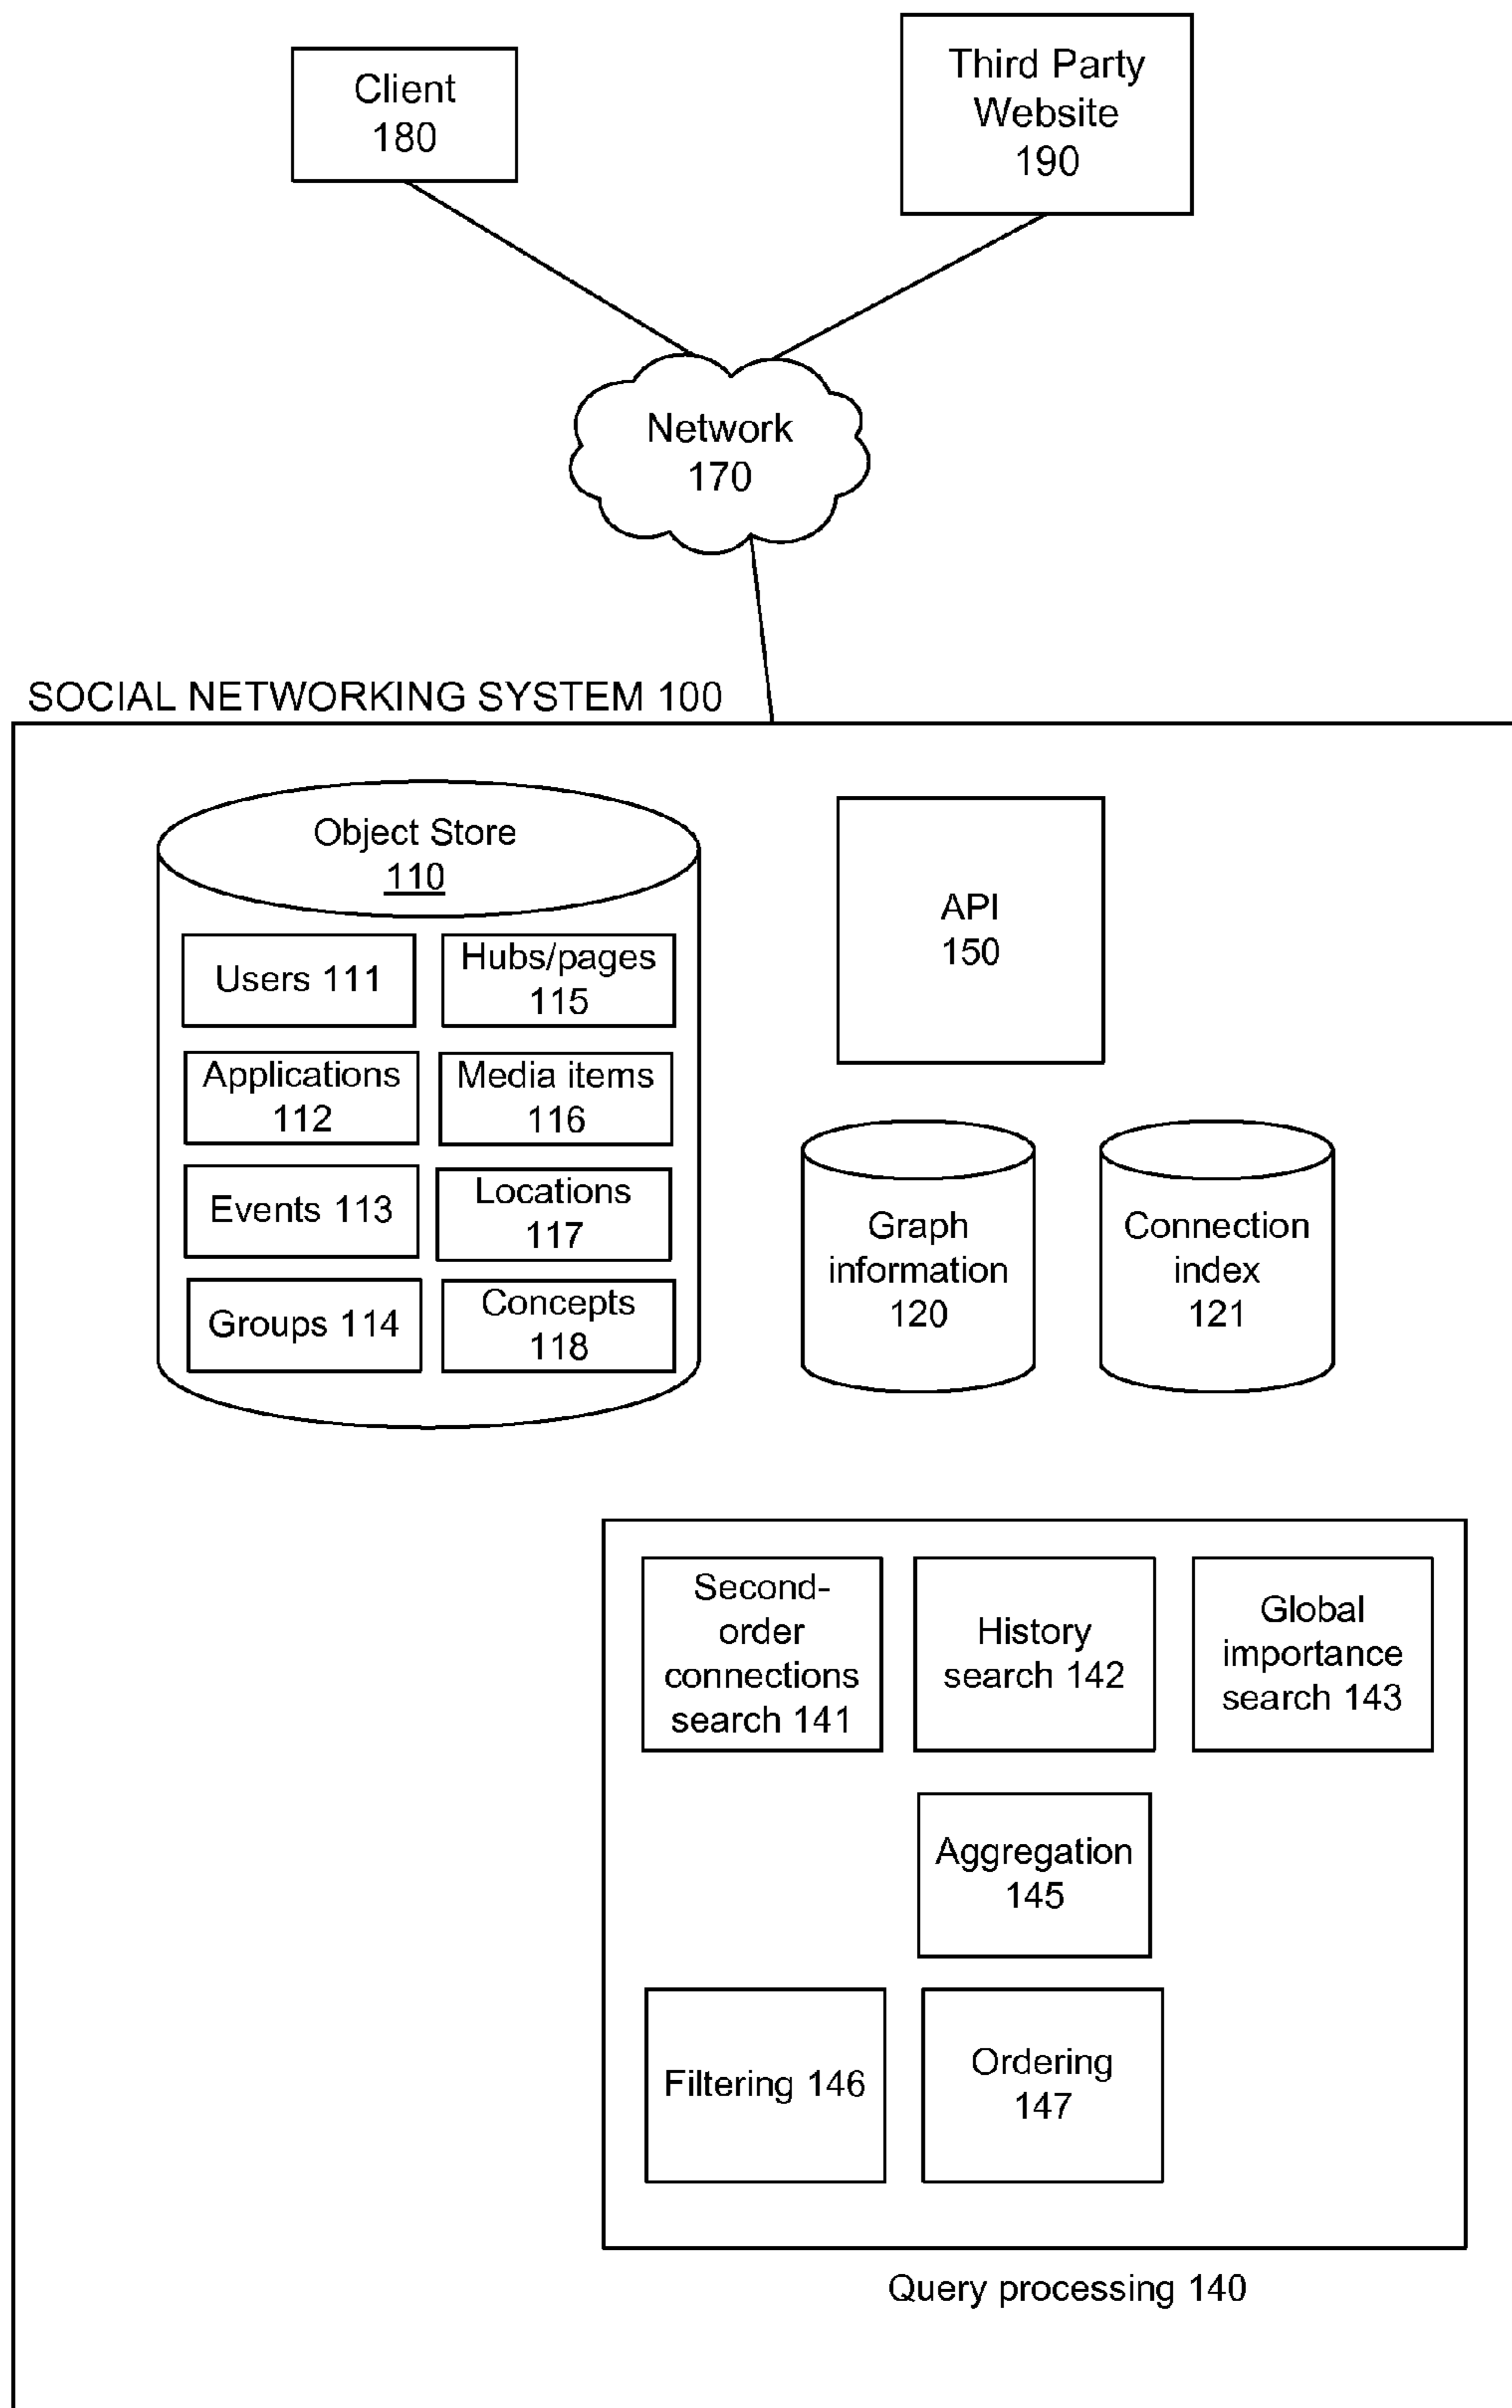 Client
180
Third Party
Website
190
Network
170
SOCIAL NETWORKING SYSTEM 100
Object Store
110
Users 111
Hubs/pages
115
Applications
112
Media items
116
Events 113
Locations
117
Groups 114
Concepts
118
API
150
Graph
information
120
Connection
index
121
Second-
order
connections
search 141
History
search 142
Global
importance
search 143
Aggregation
145
Filtering 146
Ordering
147
Query processing 140